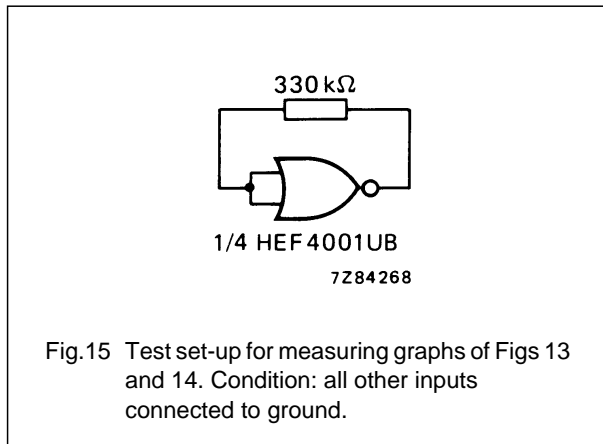 330 kΩ
1/4 HEF4001UB
7Z84268
Fig.15 Test set-up for measuring graphs of Figs 13
and 14. Condition: all other inputs
connected to ground.